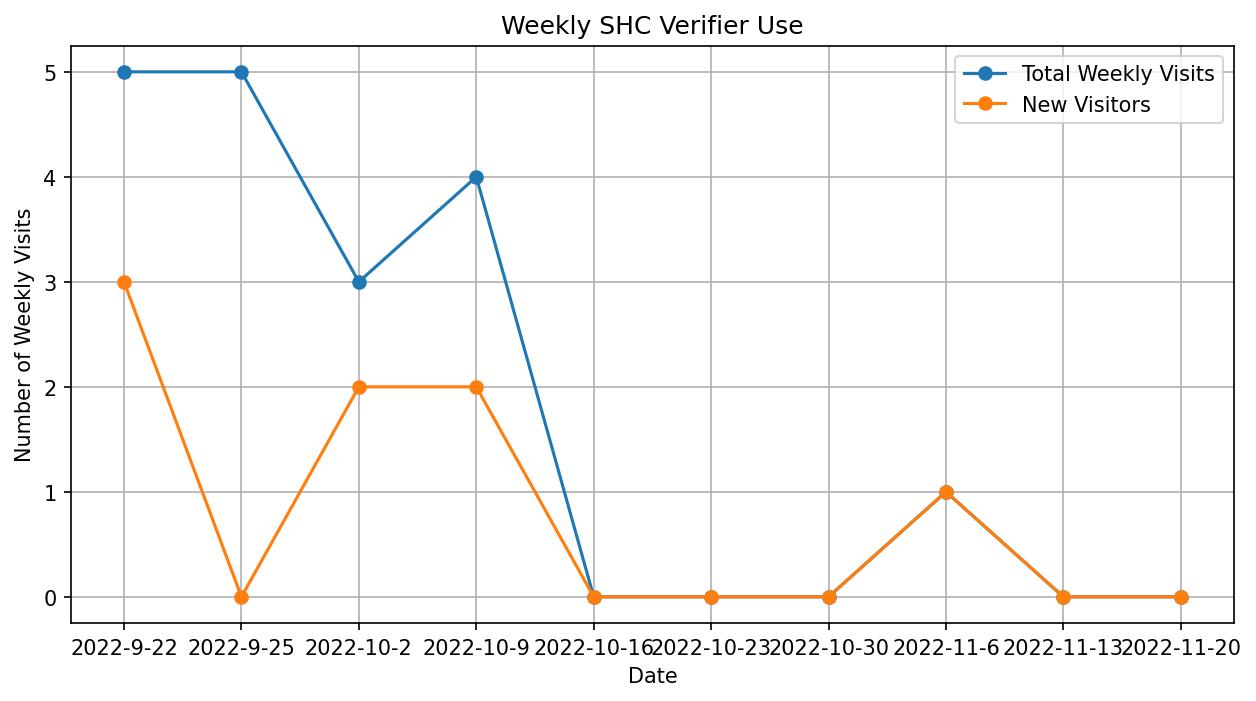 Weekly SHC Verifier Use
Total Weekly Visits
New Visitors
Number of Weekly Visits
5
4
3
2
1
0
2022-9-22 2022-9-25 2022-10-2 2022-10-9 2022-10-16 2022-10-23 2022-10-30 2022-11-6 2022-11-13 2022-11-20
Date